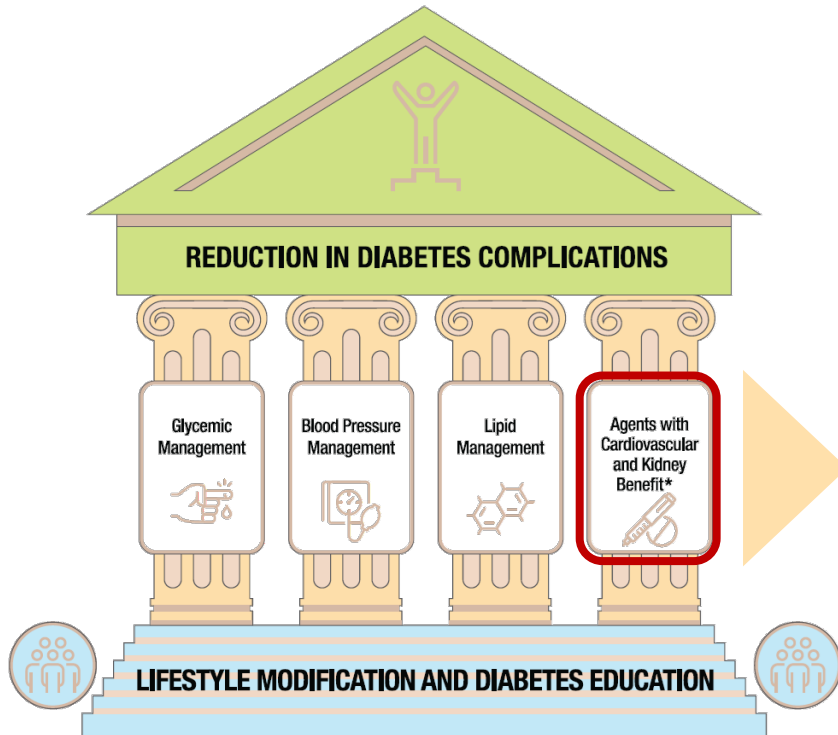 REDUCTION IN DIABETES COMPLICATIONS
Glycemic
Management
Blood Pressure
Management
Lipid
Management
Agents with
Cardiovascular
and Kidney
Benefit*
LIFESTYLE MODIFICATION AND DIABETES EDUCATION